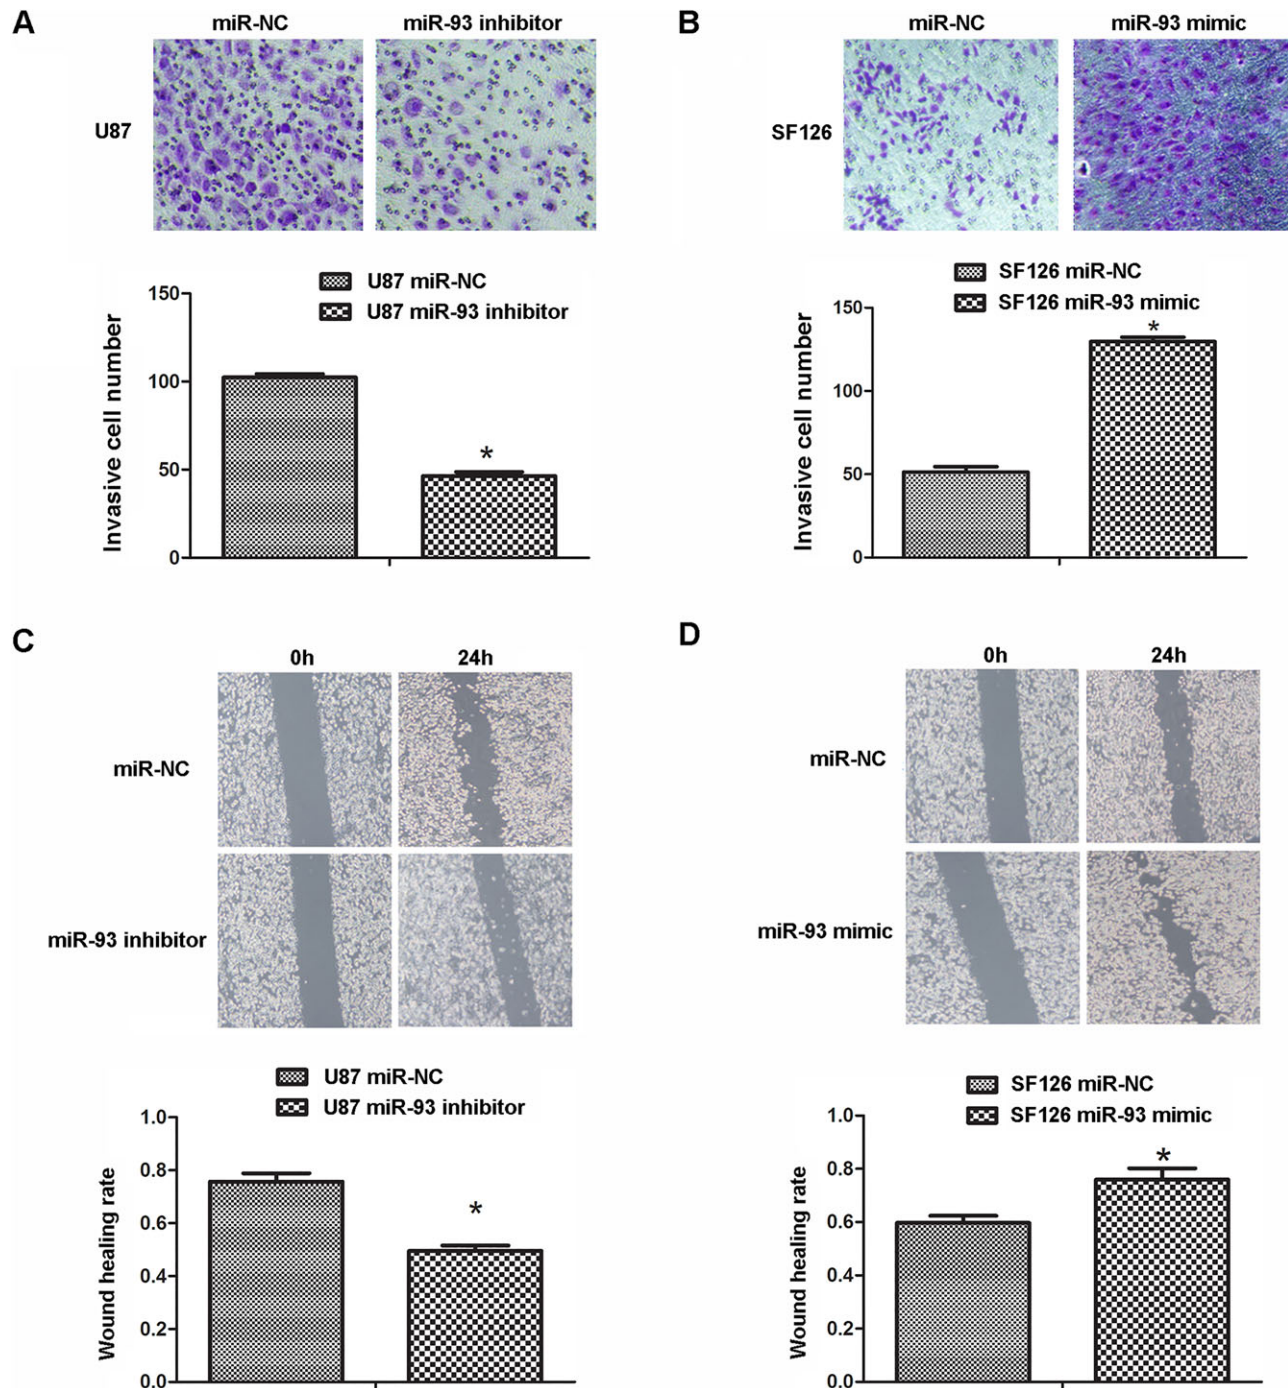 A
miR-NC
miR-93 inhibitor
U87
U87 miR-NC
U87 miR-93 inhibitor
150
100
50
0
Invasive cell number
*
B
miR-NC
miR-93 mimic
SF126
SF126 miR-NC
SF126 miR-93 mimic
150
100
50
0
Invasive cell number
*
C
0h
24h
miR-NC
miR-93 inhibitor
U87 miR-NC
U87 miR-93 inhibitor
1.0
0.8
0.6
0.4
0.2
0.0
Wound healing rate
*
D
0h
24h
miR-NC
miR-93 mimic
SF126 miR-NC
SF126 miR-93 mimic
1.0
0.8
0.6
0.4
0.2
0.0
Wound healing rate
*